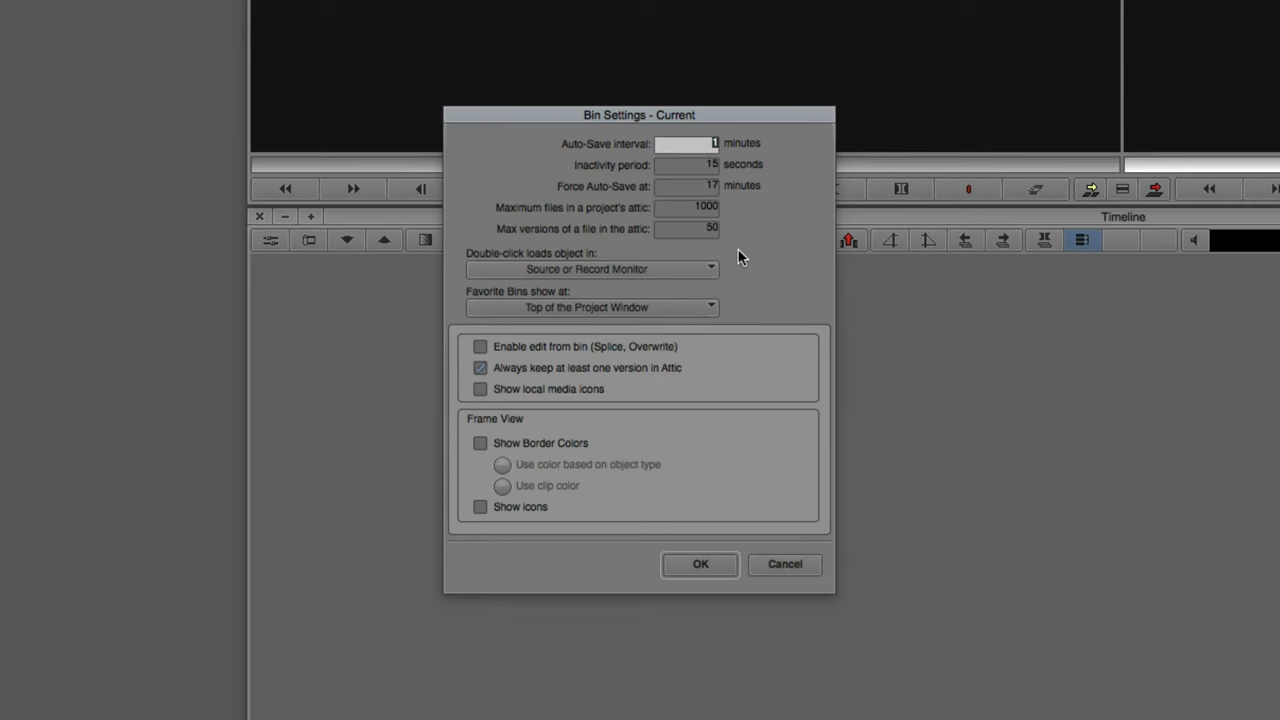 Bin Settings - Current
Auto-Save interval: 1 minutes
Inactivity period: 15 seconds
Force Auto-Save at: 17 minutes
Maximum files in a project's attic: 1000
Max versions of a file in the attic: 50
Double-click loads object in:
Source or Record Monitor
Favorite Bins show at:
Top of the Project Window
Enable edit from bin (Splice, Overwrite)
Always keep at least one version in Attic
Show local media icons
Frame View
Show Border Colors
Use color based on object type
Use clip color
Show icons
OK Cancel
Timeline